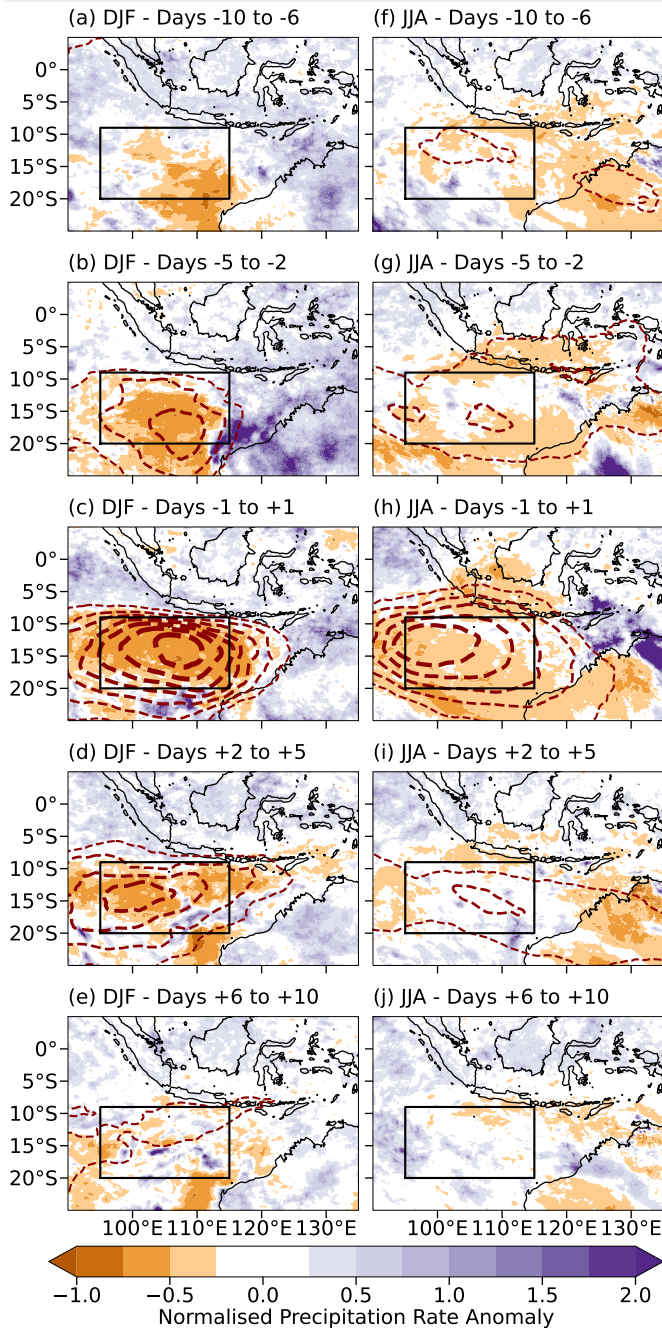 (a) DJF - Days -10 to -6
(f) JJA - Days -10 to -6
0°
5°S
10°S
15°S
20°S
(b) DJF - Days -5 to -2
(g) JJA - Days -5 to -2
0°
5°S
10°S
15°S
20°S
(c) DJF - Days -1 to +1
(h) JJA - Days -1 to +1
0°
5°S
10°S
15°S
20°S
(d) DJF - Days +2 to +5
(i) JJA - Days +2 to +5
0°
5°S
10°S
15°S
20°S
(e) DJF - Days +6 to +10
(j) JJA - Days +6 to +10
0°
5°S
10°S
15°S
20°S
100°E 110°E 120°E 130°E 100°E 110°E 120°E 130°E
−1.0 −0.5 0.0 0.5 1.0 1.5 2.0
Normalised Precipitation Rate Anomaly